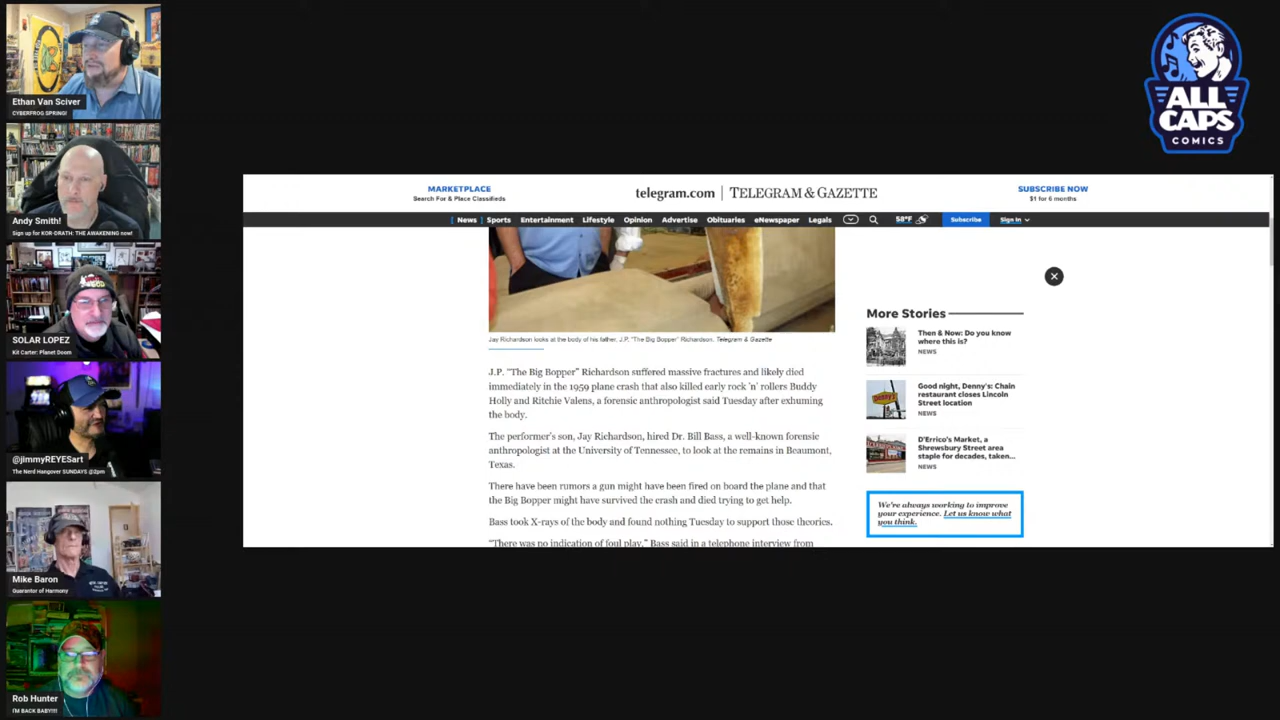 Ethan Van Sciver
CYBERFROG SPRING!
Andy Smith!
Sign up for KOR-DRATH: THE AWAKENING now!
SOLAR LOPEZ
Kit Carter: Planet Doom
@jimmyREYESart
The Nerd Hangover SUNDAYS @2pm
Mike Baron
Guarantor of Harmony
Rob Hunter
I'M BACK BABY!!!!
ALL
CAPS
COMICS
MARKETPLACE
Search For & Place Classifieds
telegram.com | TELEGRAM & GAZETTE
SUBSCRIBE NOW
$1 for 6 months
News Sports Entertainment Lifestyle Opinion Advertise Obituaries eNewspaper Legals 58°F Subscribe Sign In
Jay Richardson looks at the body of his father, J.P. "The Big Bopper" Richardson. Telegram & Gazette
J.P. “The Big Bopper” Richardson suffered massive fractures and likely died
immediately in the 1959 plane crash that also killed early rock ’n’ rollers Buddy
Holly and Ritchie Valens, a forensic anthropologist said Tuesday after exhuming
the body.
The performer’s son, Jay Richardson, hired Dr. Bill Bass, a well-known forensic
anthropologist at the University of Tennessee, to look at the remains in Beaumont,
Texas.
There have been rumors a gun might have been fired on board the plane and that
the Big Bopper might have survived the crash and died trying to get help.
Bass took X-rays of the body and found nothing Tuesday to support those theories.
“There was no indication of foul play,” Bass said in a telephone interview from
More Stories
Then & Now: Do you know
where this is?
NEWS
Good night, Denny's: Chain
restaurant closes Lincoln
Street location
NEWS
D'Errico's Market, a
Shrewsbury Street area
staple for decades, taken...
NEWS
We're always working to improve
your experience. Let us know what
you think.